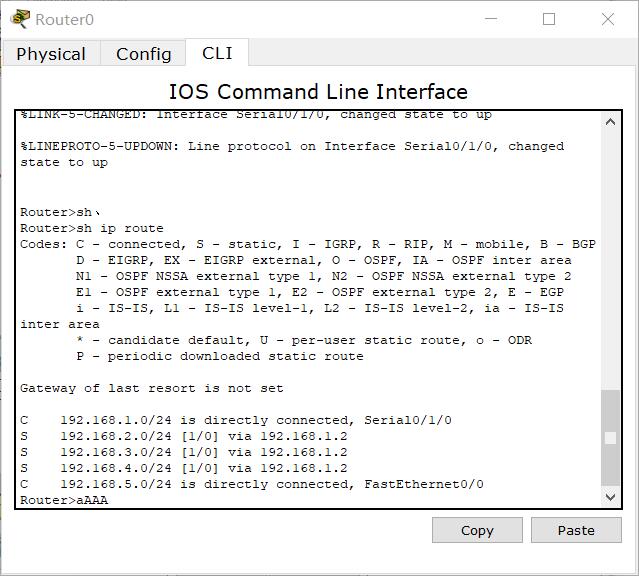 Router0
Physical Config CLI
IOS Command Line Interface
%LINK-5-CHANGED: Interface Serial0/1/0, changed state to up
%LINEPROTO-5-UPDOWN: Line protocol on Interface Serial0/1/0, changed
state to up
Router>sh
Router>sh ip route
Codes: C - connected, S - static, I - IGRP, R - RIP, M - mobile, B - BGP
D - EIGRP, EX - EIGRP external, O - OSPF, IA - OSPF inter area
N1 - OSPF NSSA external type 1, N2 - OSPF NSSA external type 2
E1 - OSPF external type 1, E2 - OSPF external type 2, E - EGP
i - IS-IS, L1 - IS-IS level-1, L2 - IS-IS level-2, ia - IS-IS
inter area
* - candidate default, U - per-user static route, o - ODR
P - periodic downloaded static route
Gateway of last resort is not set
C 192.168.1.0/24 is directly connected, Serial0/1/0
S 192.168.2.0/24 [1/0] via 192.168.1.2
S 192.168.3.0/24 [1/0] via 192.168.1.2
S 192.168.4.0/24 [1/0] via 192.168.1.2
C 192.168.5.0/24 is directly connected, FastEthernet0/0
Router>aAAA
Copy Paste